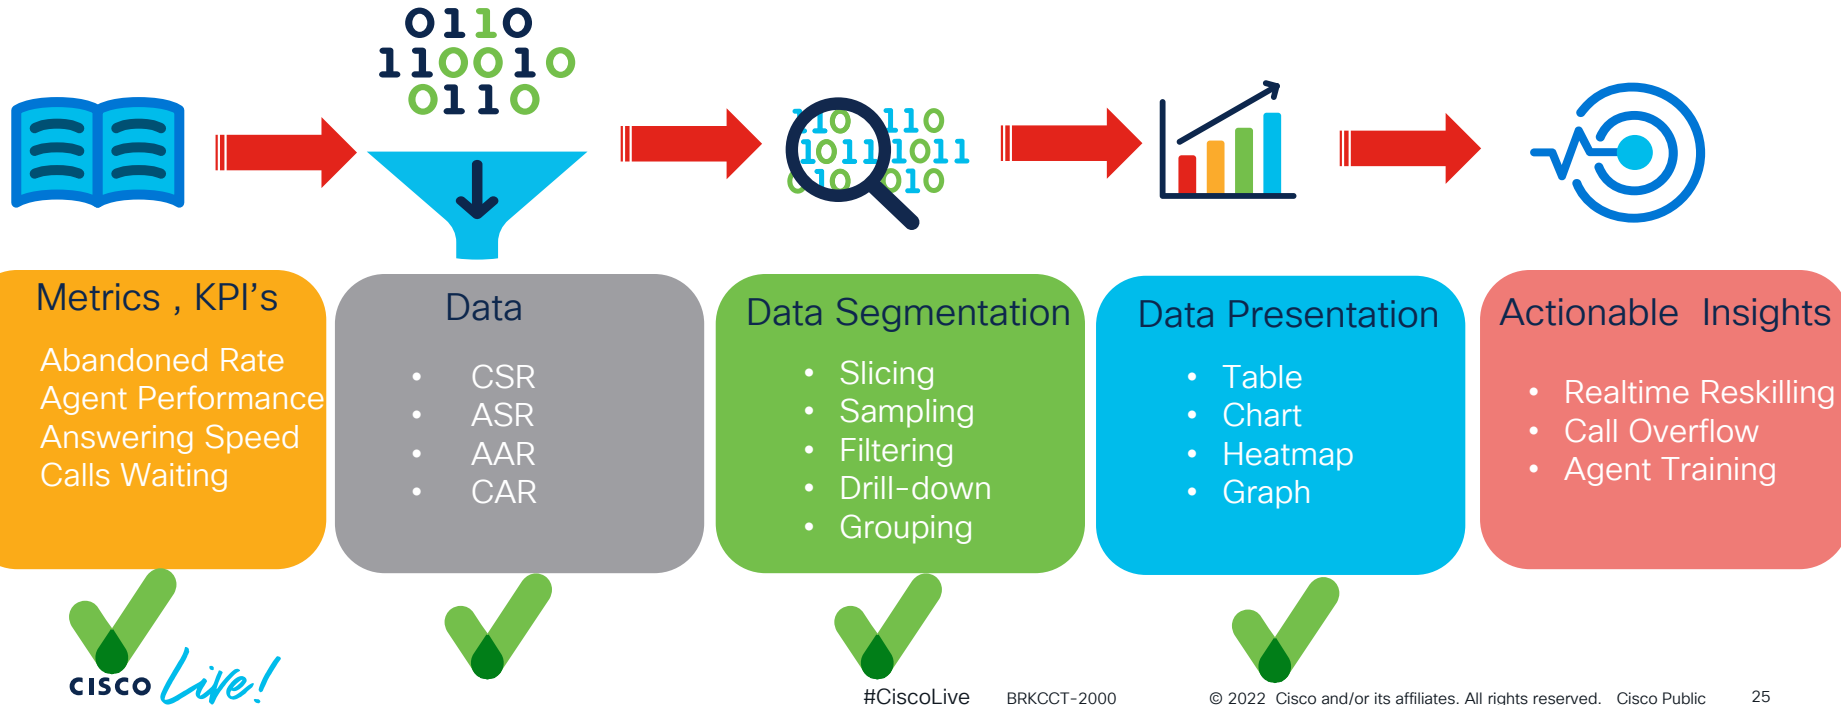 0110
110010
0110
110 110
1011 1011
010 010
Metrics , KPI's
Abandoned Rate
Agent Performance
Answering Speed
Calls Waiting
Data
• CSR
• ASR
• AAR
• CAR
Data Segmentation
• Slicing
• Sampling
• Filtering
• Drill-down
• Grouping
Data Presentation
• Table
• Chart
• Heatmap
• Graph
Actionable Insights
• Realtime Reskilling
• Call Overflow
• Agent Training
CISCO Live!
#CiscoLive BRKCCT-2000 © 2022 Cisco and/or its affiliates. All rights reserved. Cisco Public 25